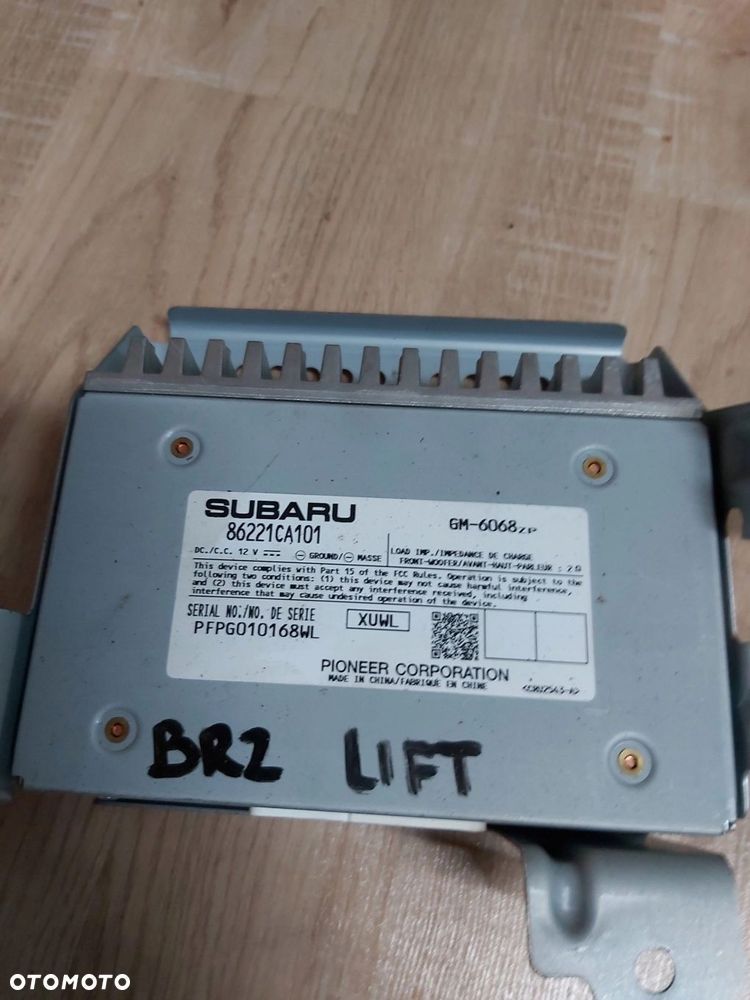 SUBARU
86221CA101
GM-6068ZP
DC./C.C. 12 V ⎓ ⊖ GROUND/⊖ MASSE
LOAD IMP./IMPEDANCE DE CHARGE
FRONT-WOOFER/AVANT-HAUT-PARLEUR : 2 Ω
This device complies with Part 15 of the FCC Rules. Operation is subject to the
following two conditions: (1) this device may not cause harmful interference,
and (2) this device must accept any interference received, including
interference that may cause undesired operation of the device.
SERIAL NO./NO. DE SERIE
PFPG010168WL
XUWL
PIONEER CORPORATION
MADE IN CHINA/FABRIQUE EN CHINE
BRZ LIFT
OTOMOTO